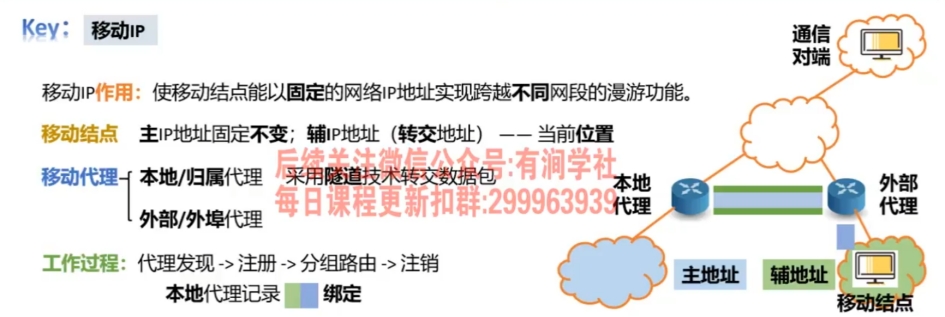 Key: 移动IP
移动IP作用：使移动结点能以固定的网络IP地址实现跨越不同网段的漫游功能。
移动结点 主IP地址固定不变；辅IP地址（转交地址）—— 当前位置
移动代理 本地/归属代理 采用隧道技术转交数据包
外部/外埠代理
工作过程：代理发现 -> 注册 -> 分组路由 -> 注销
本地代理记录 绑定
后续关注微信公众号:有涧学社
每日课程更新扣群:299963939
通信
对端
本地
代理
外部
代理
主地址
辅地址
移动结点